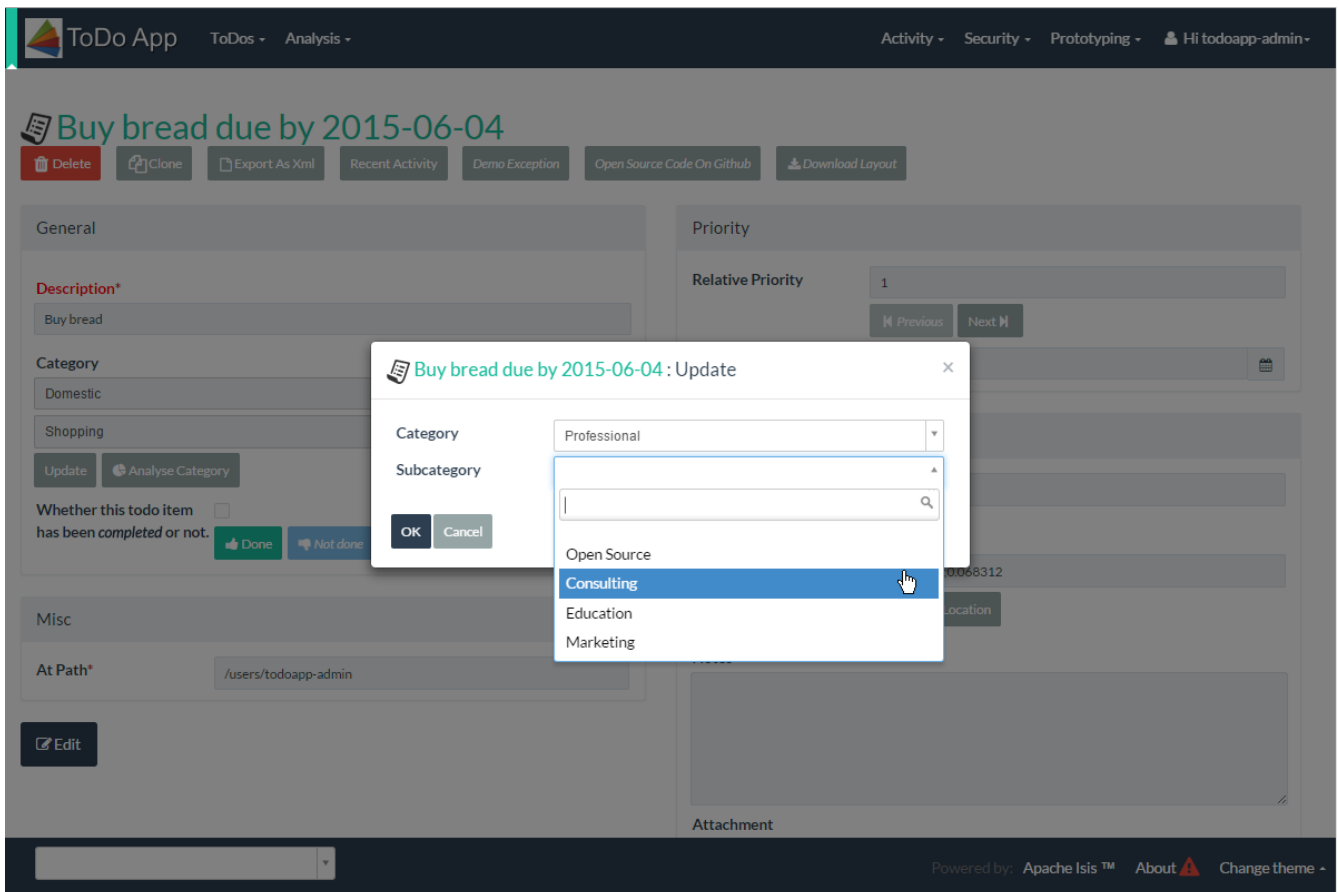 ToDo App ToDos Analysis Activity Security Prototyping Hi todoapp-admin
Buy bread due by 2015-06-04
Delete Clone Export As Xml Recent Activity Demo Exception Open Source Code On Github Download Layout
General
Description*
Buy bread
Category
Domestic
Shopping
Update Analyse Category
Whether this todo item
has been completed or not.
Done Not done
Misc
At Path* /users/todoapp-admin
Edit
Priority
Relative Priority 1
Previous Next
Buy bread due by 2015-06-04 : Update ×
Category Professional
Subcategory
OK Cancel
Open Source
Consulting
Education
Marketing
0.068312
Location
Notes
Attachment
Powered by: Apache Isis ™ About Change theme